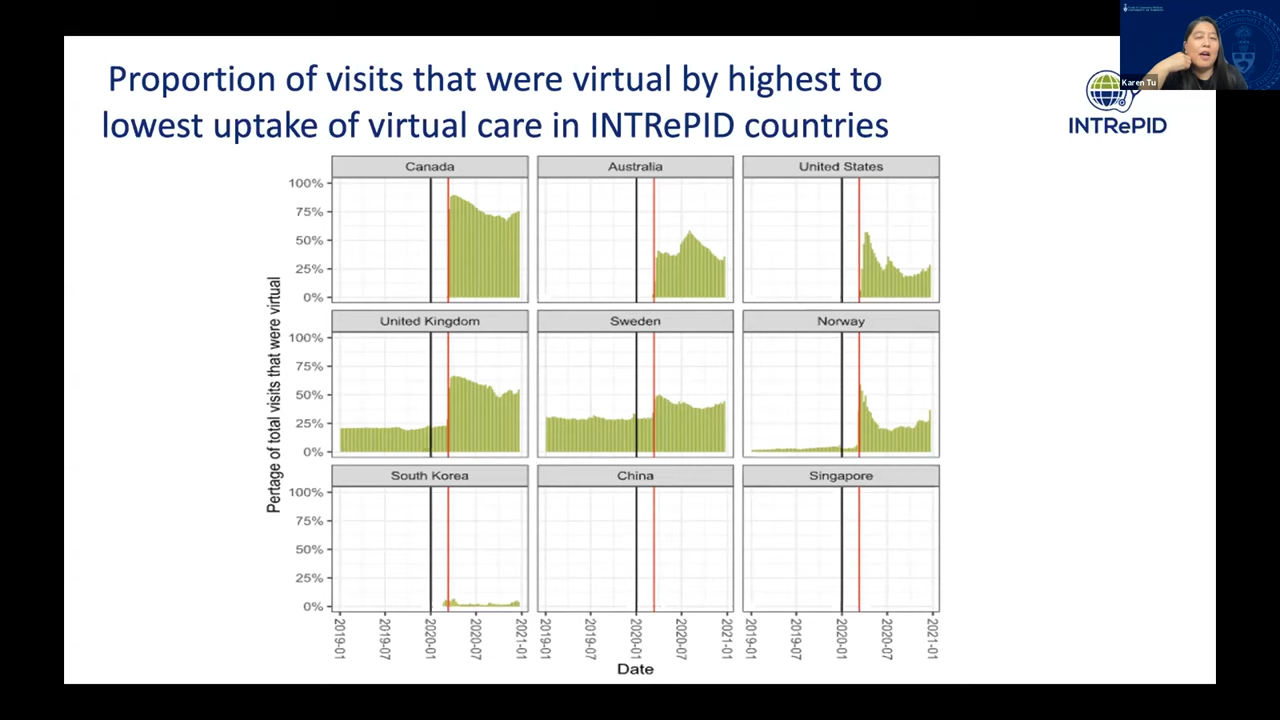 Proportion of visits that were virtual by highest to
lowest uptake of virtual care in INTRePID countries
Karen Tu
INTRePID
Canada
Australia
United States
100%
75%
50%
25%
0%
United Kingdom
Sweden
Norway
100%
75%
50%
25%
0%
South Korea
China
Singapore
100%
75%
50%
25%
0%
Pertage of total visits that were virtual
2019-01
2019-07
2020-01
2020-07
2021-01
2019-01
2019-07
2020-01
2020-07
2021-01
2019-01
2019-07
2020-01
2020-07
2021-01
Date